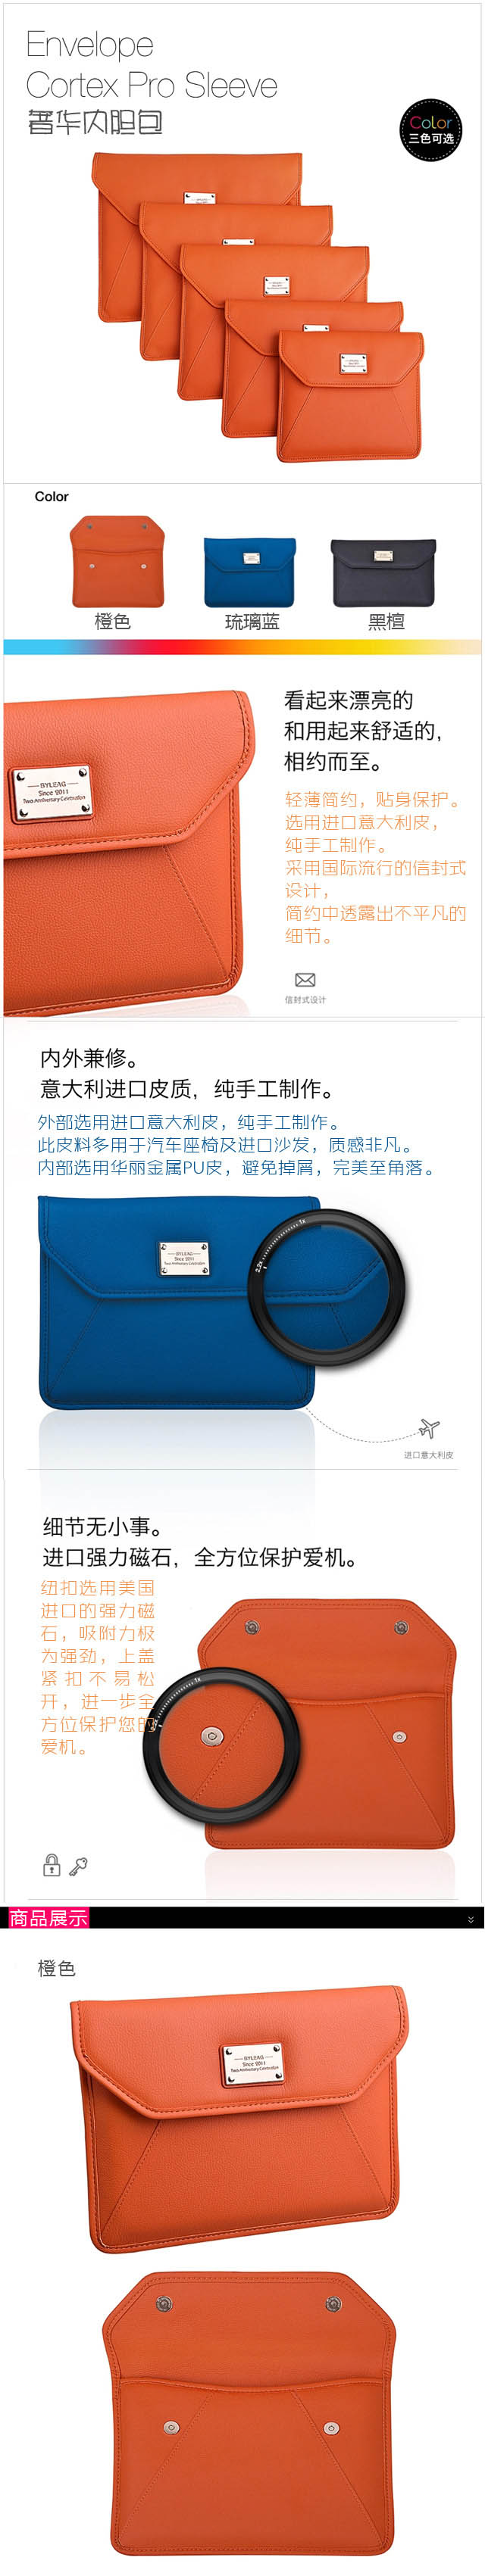 Envelope
Cortex Pro Sleeve
奢华内胆包
Color
三色可选
Color
橙色
琉璃蓝
黑檀
看起来漂亮的
和用起来舒适的，
相约而至。
BYLEAG
Since 2011
Two Anniversary Celebration
轻薄简约，贴身保护。
选用进口意大利皮，
纯手工制作。
采用国际流行的信封式
设计，
简约中透露出不平凡的
细节。
信封式设计
内外兼修。
意大利进口皮质，纯手工制作。
外部选用进口意大利皮，纯手工制作。
此皮料多用于汽车座椅及进口沙发，质感非凡。
内部选用华丽金属PU皮，避免掉屑，完美至角落。
BYLEAG
Since 2011
Two Anniversary Celebration
进口意大利皮
细节无小事。
进口强力磁石，全方位保护爱机。
纽扣选用美国
进口的强力磁
石，吸附力极
为强劲，上盖
紧扣不易松
开，进一步全
方位保护您的
爱机。
商品展示
橙色
BYLEAG
Since 2011
Two Anniversary Celebration